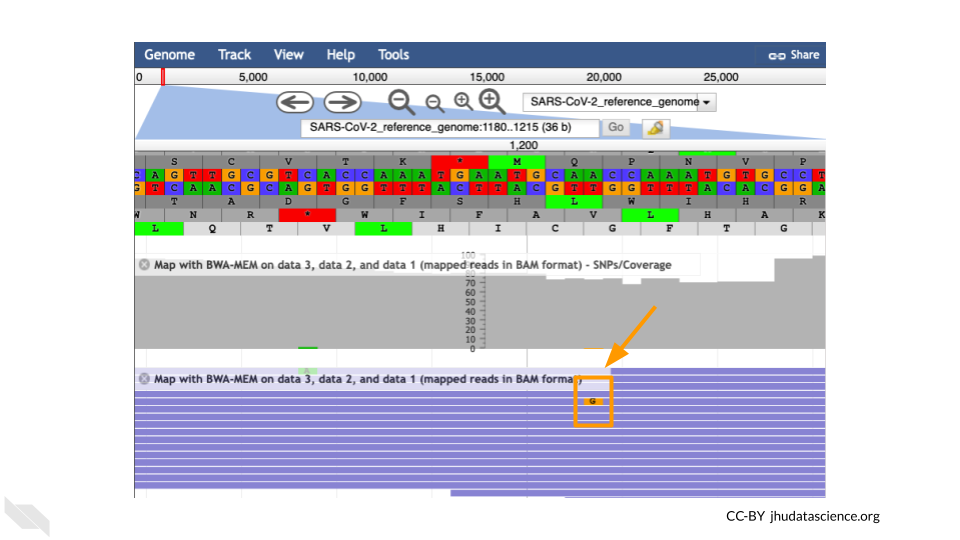 Genome Track View Help Tools Share
0 5,000 10,000 15,000 20,000 25,000
SARS-CoV-2_reference_genome
SARS-CoV-2_reference_genome:1180..1215 (36 b) Go
1,200
S C V T K * M Q P N V P
C A G T T G C G T C A C C A A A T G A A T G C A A C C A A A T G T G C C T
G T C A A C G C A G T G G T T T A C T T A C G T T G G T T T A C A C G G A
T A D G F S H L W I H R
W N R * W I F A V L H A K
L Q T V L H I C G F T G
100
Map with BWA-MEM on data 3, data 2, and data 1 (mapped reads in BAM format) - SNPs/Coverage
80
70
60
50
40
30
20
10
0
Map with BWA-MEM on data 3, data 2, and data 1 (mapped reads in BAM format)
G
CC-BY jhudatascience.org